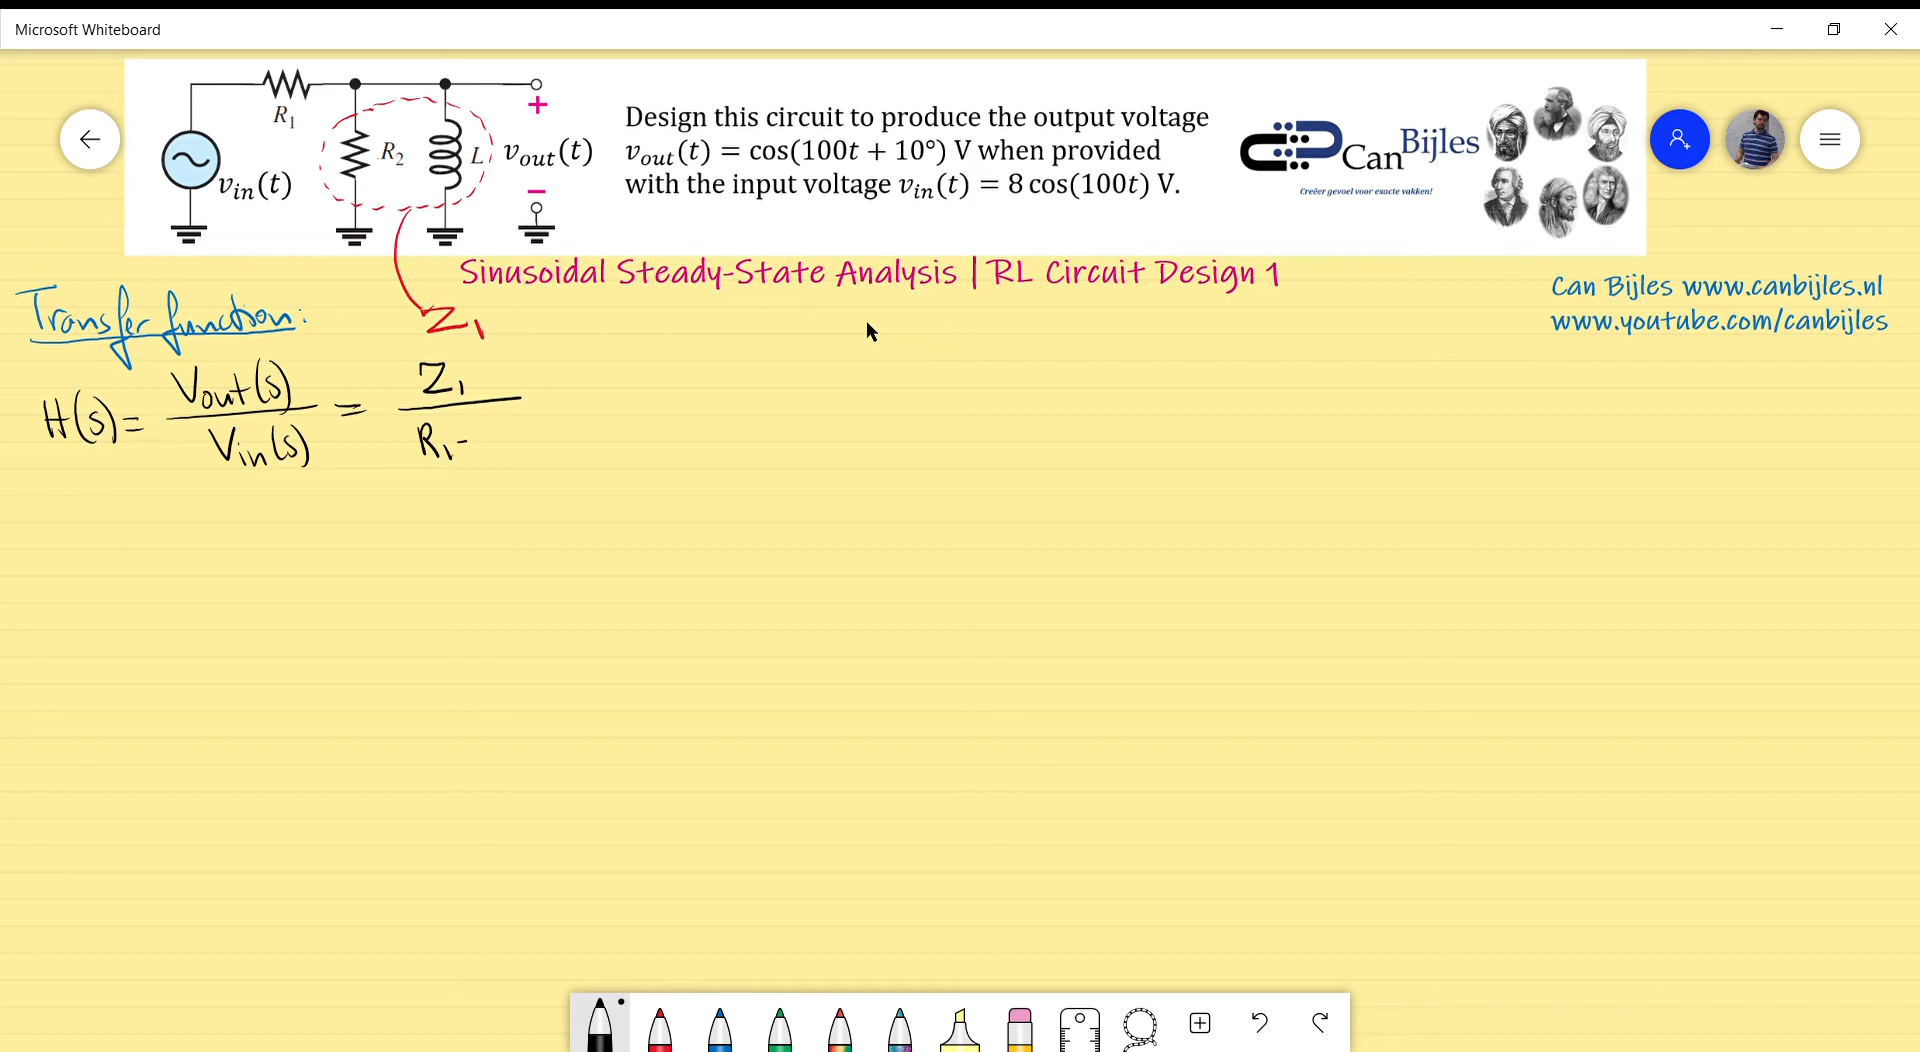 Microsoft Whiteboard
R1
R2
L
vin(t)
+
vout(t)
−
Design this circuit to produce the output voltage
vout(t) = cos(100t + 10°) V when provided
with the input voltage vin(t) = 8 cos(100t) V.
Can Bijles
Creëer gevoel voor exacte vakken!
Sinusoidal Steady-State Analysis | RL Circuit Design 1
Can Bijles www.canbijles.nl
www.youtube.com/canbijles
Transfer function:
Z1
H(s) = Vout(s) / Vin(s) = Z1 / R1 -